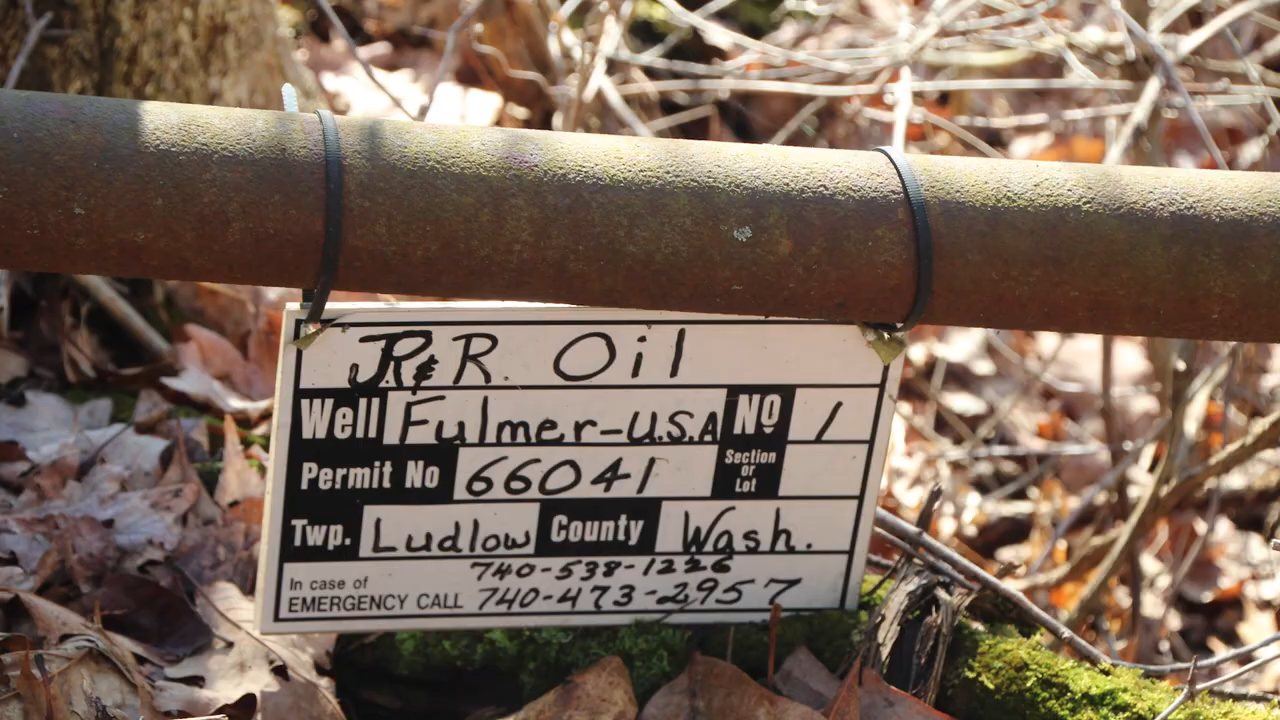 JR&R. Oil
Well Fulmer-U.S.A NO 1
Permit No 66041 Section or Lot
Twp. Ludlow County Wash.
740-538-1226
In case of EMERGENCY CALL 740-473-2957